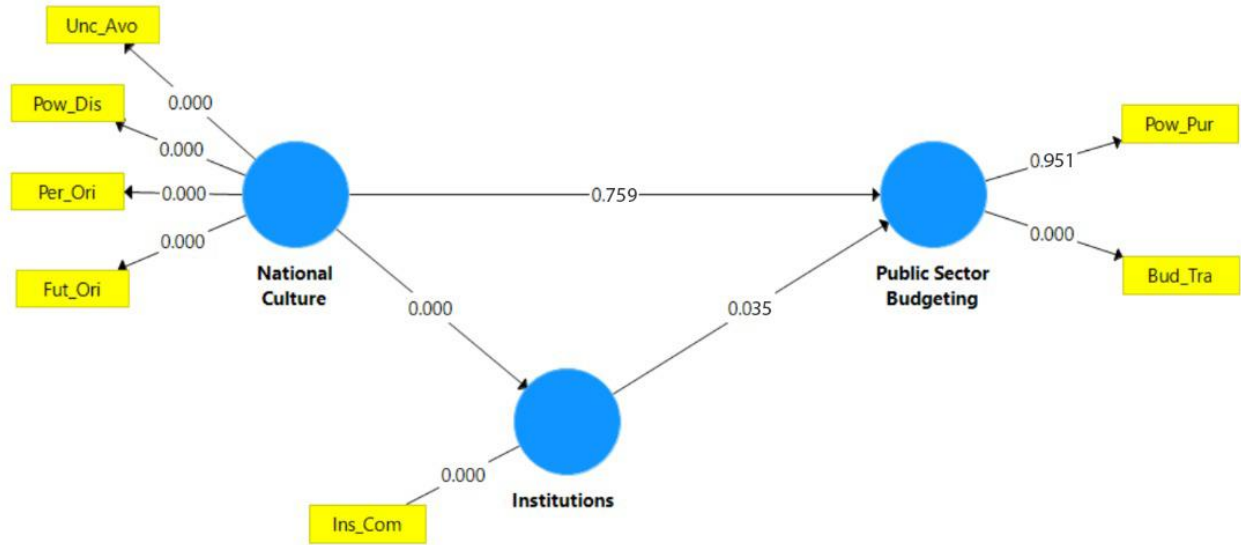 Unc_Avo
0.000
Pow_Dis
0.000
Per_Ori
0.000
0.000
Fut_Ori
National
Culture
0.759
Pow_Pur
0.951
0.000
Bud_Tra
Public Sector
Budgeting
0.000
0.035
0.000
Institutions
Ins_Com